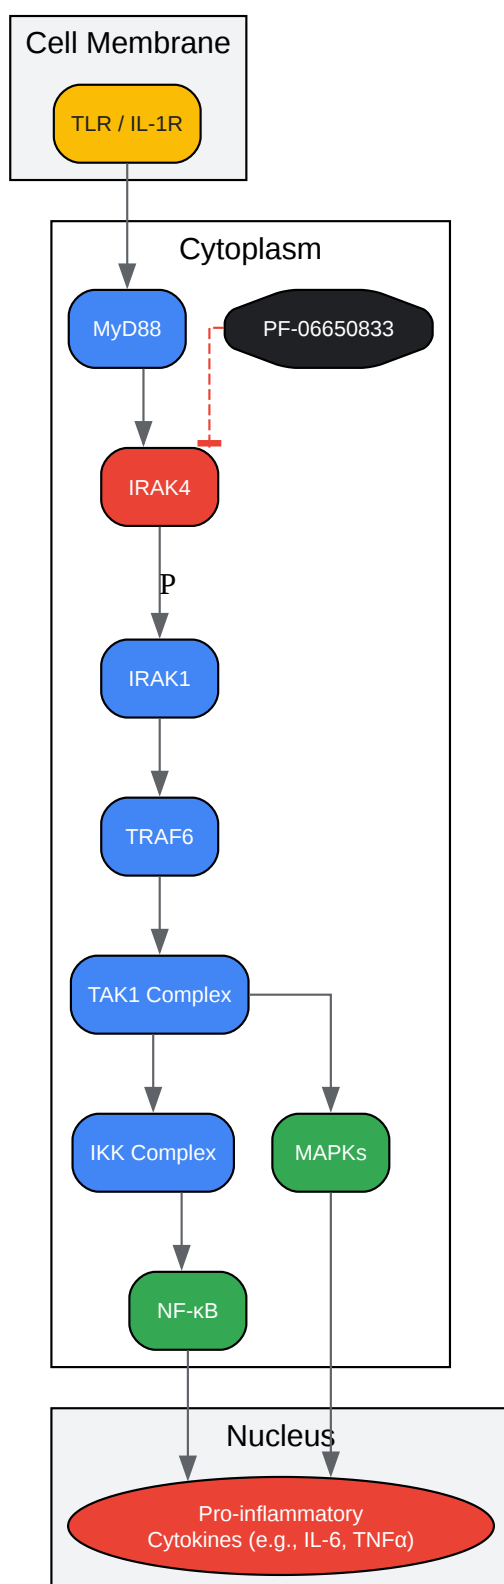 Cell Membrane
TLR / IL-1R
Cytoplasm
MyD88
PF-06650833
IRAK4
P
IRAK1
TRAF6
TAK1 Complex
IKK Complex
MAPKs
NF-κB
Nucleus
Pro-inflammatory
Cytokines (e.g., IL-6, TNFα)